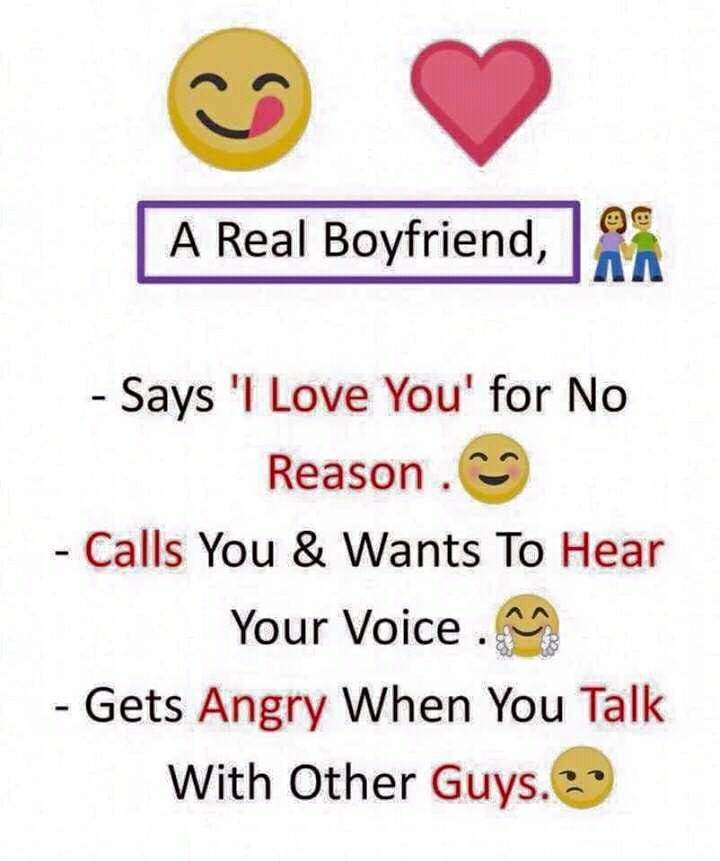 A Real Boyfriend,
- Says 'I Love You' for No
Reason .
- Calls You & Wants To Hear
Your Voice .
- Gets Angry When You Talk
With Other Guys.